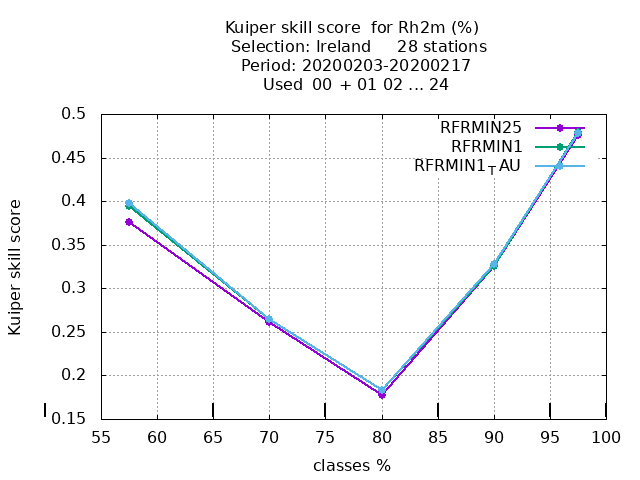 Kuiper skill score for Rh2m (%)
Selection: Ireland 28 stations
Period: 20200203-20200217
Used 00 + 01 02 ... 24
Kuiper skill score
0.5
0.45
0.4
0.35
0.3
0.25
0.2
0.15
RFRMIN25
RFRMIN1
RFRMIN1TAU
55 60 65 70 75 80 85 90 95 100
classes %